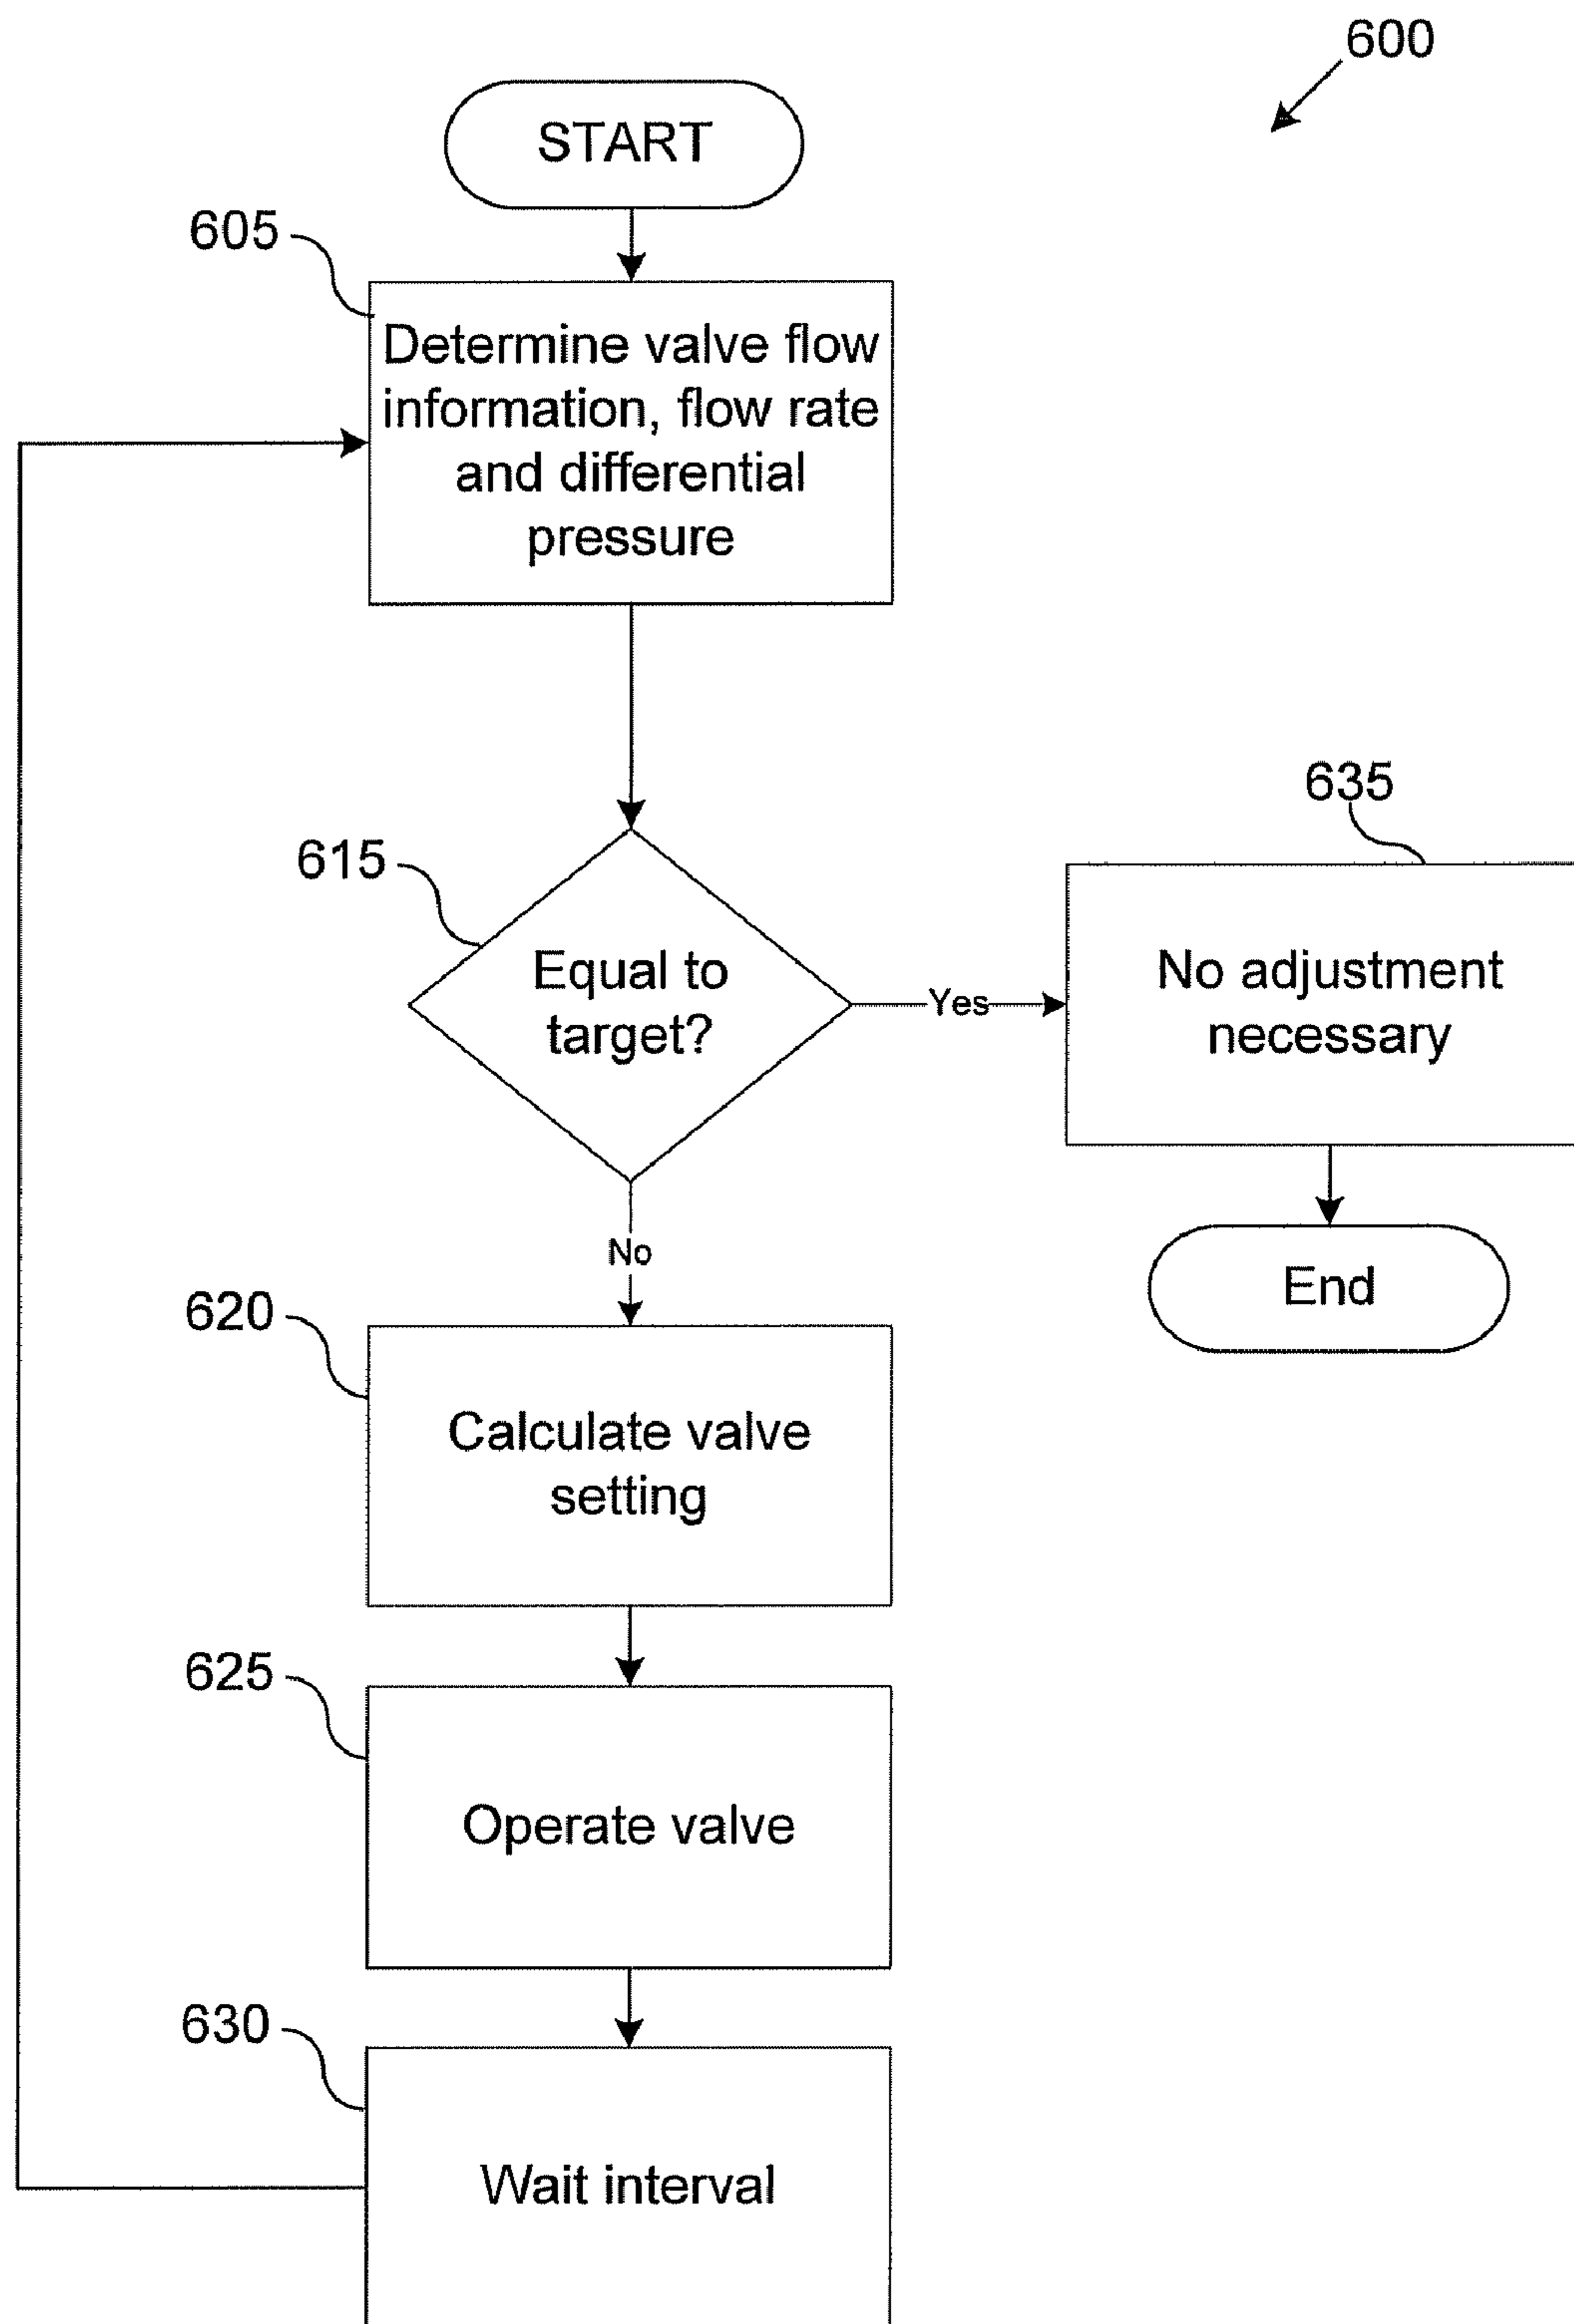 600
START
605
Determine valve flow
information, flow rate
and differential
pressure
635
615
Equal to
target?
Yes
No adjustment
necessary
No
End
620
Calculate valve
setting
625
Operate valve
630
Wait interval